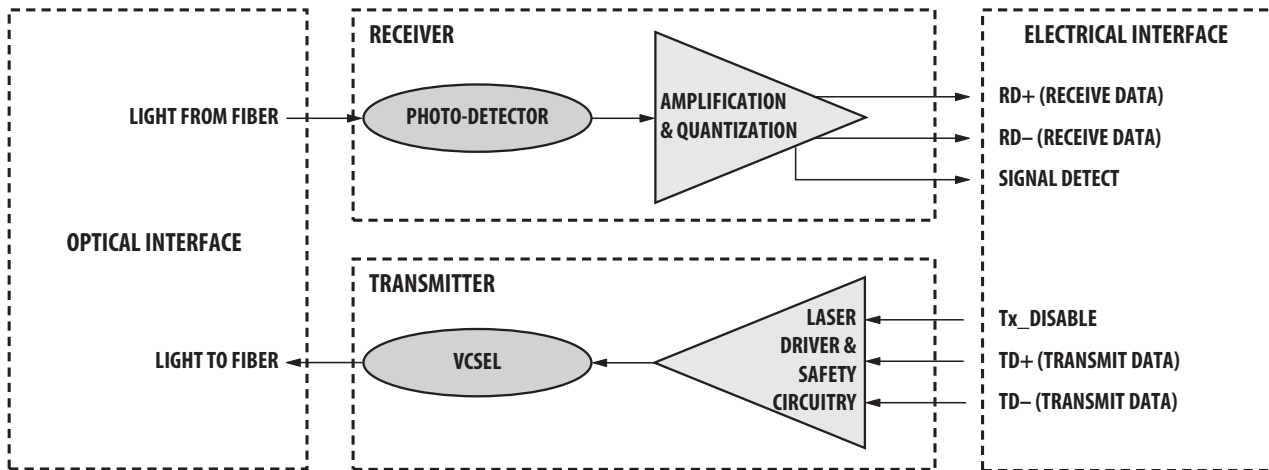 RECEIVER
ELECTRICAL INTERFACE
AMPLIFICATION
& QUANTIZATION
RD+ (RECEIVE DATA)
LIGHT FROM FIBER
PHOTO-DETECTOR
RD– (RECEIVE DATA)
SIGNAL DETECT
OPTICAL INTERFACE
TRANSMITTER
LASER
DRIVER &
SAFETY
CIRCUITRY
Tx_DISABLE
LIGHT TO FIBER
VCSEL
TD+ (TRANSMIT DATA)
TD– (TRANSMIT DATA)